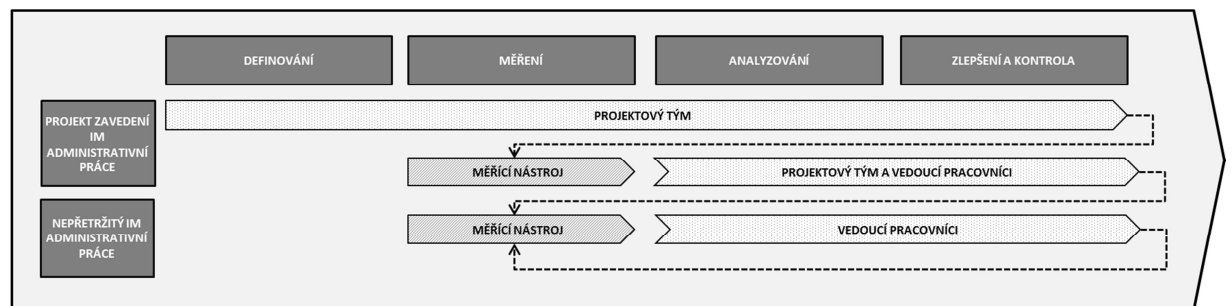 DEFINOVÁNÍ
MĚŘENÍ
ANALYZOVÁNÍ
ZLEPŠENÍ A KONTROLA
PROJEKT ZAVEDENÍ
IM
ADMINISTRATIVNÍ
PRÁCE
PROJEKTOVÝ TÝM
MĚŘÍCÍ NÁSTROJ
PROJEKTOVÝ TÝM A VEDOUCÍ PRACOVNÍCI
NEPŘETRŽITÝ IM
ADMINISTRATIVNÍ
PRÁCE
MĚŘÍCÍ NÁSTROJ
VEDOUCÍ PRACOVNÍCI